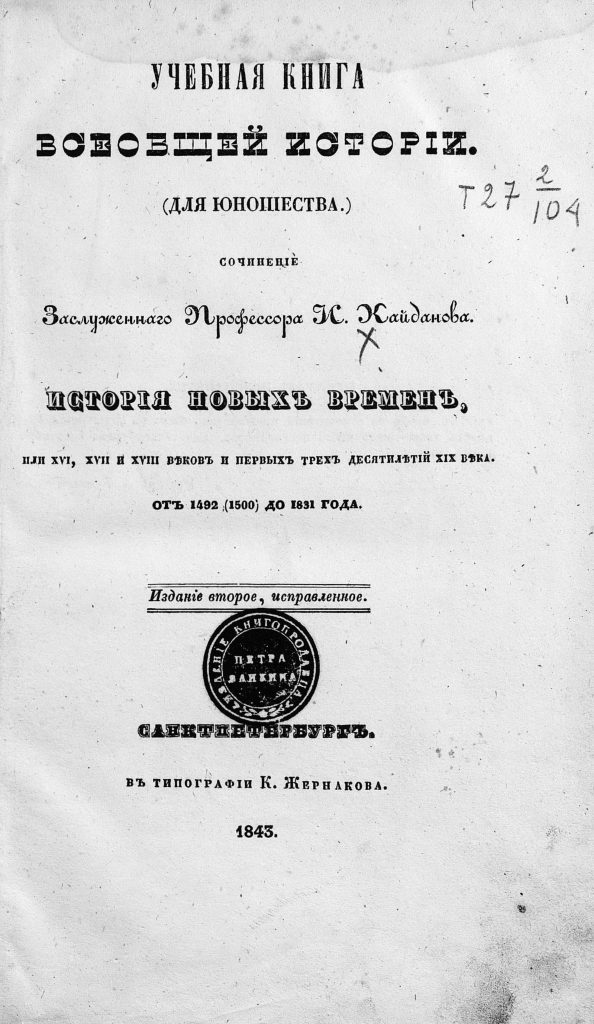 УЧЕБНАЯ КНИГА
ВСЕОБЩЕЙ ИСТОРІИ.
(ДЛЯ ЮНОШЕСТВА.)
Т27 2/104
СОЧИНЕНІЕ
Заслуженнаго Профессора И. Кайданова.
ИСТОРІЯ НОВЫХЪ ВРЕМЕНЪ,
ИЛИ XVI, XVII И XVIII ВѢКОВЪ И ПЕРВЫХЪ ТРЕХЪ ДЕСЯТИЛѢТІЙ XIX ВѢКА.
ОТЪ 1492 (1500) ДО 1831 ГОДА.
Изданіе второе, исправленное.
КНИГОПРОДАВЦА
ПЕТРА
САНКТПЕТЕРБУРГЪ.
ВЪ ТИПОГРАФІИ К. ЖЕРНАКОВА.
1843.